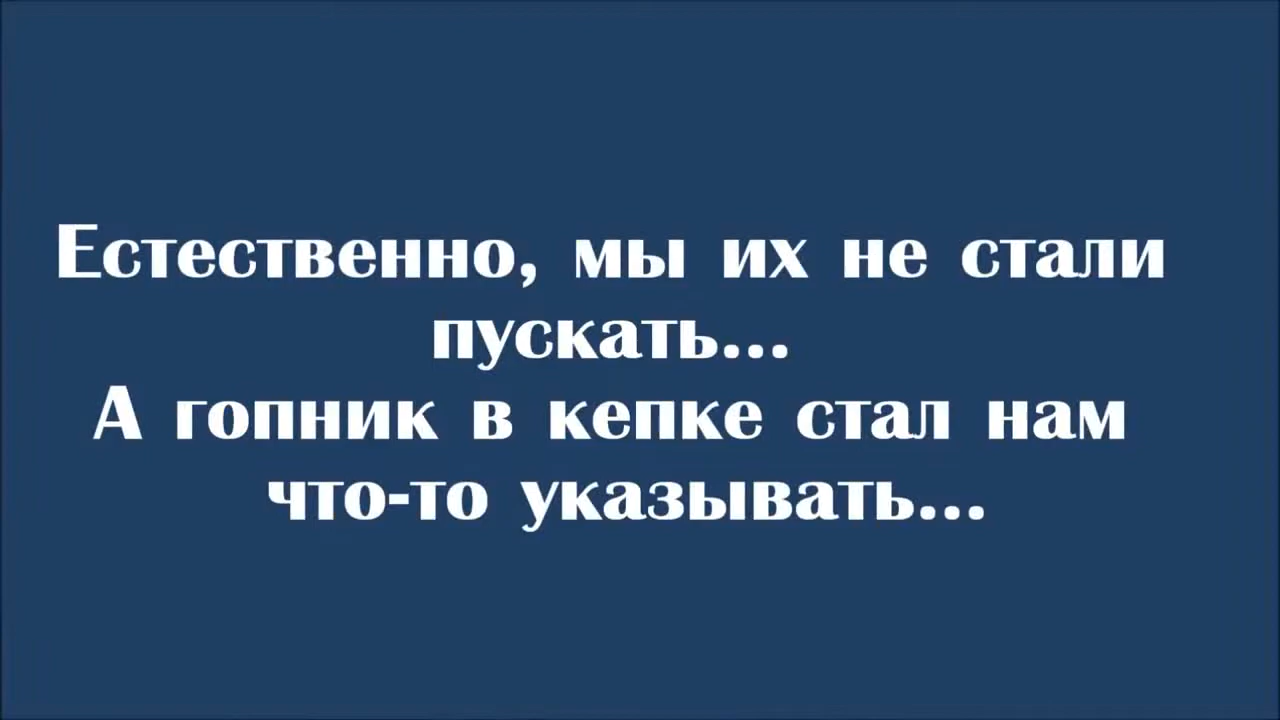 Естественно, мы их не стали
пускать...
А гопник в кепке стал нам
что-то указывать...